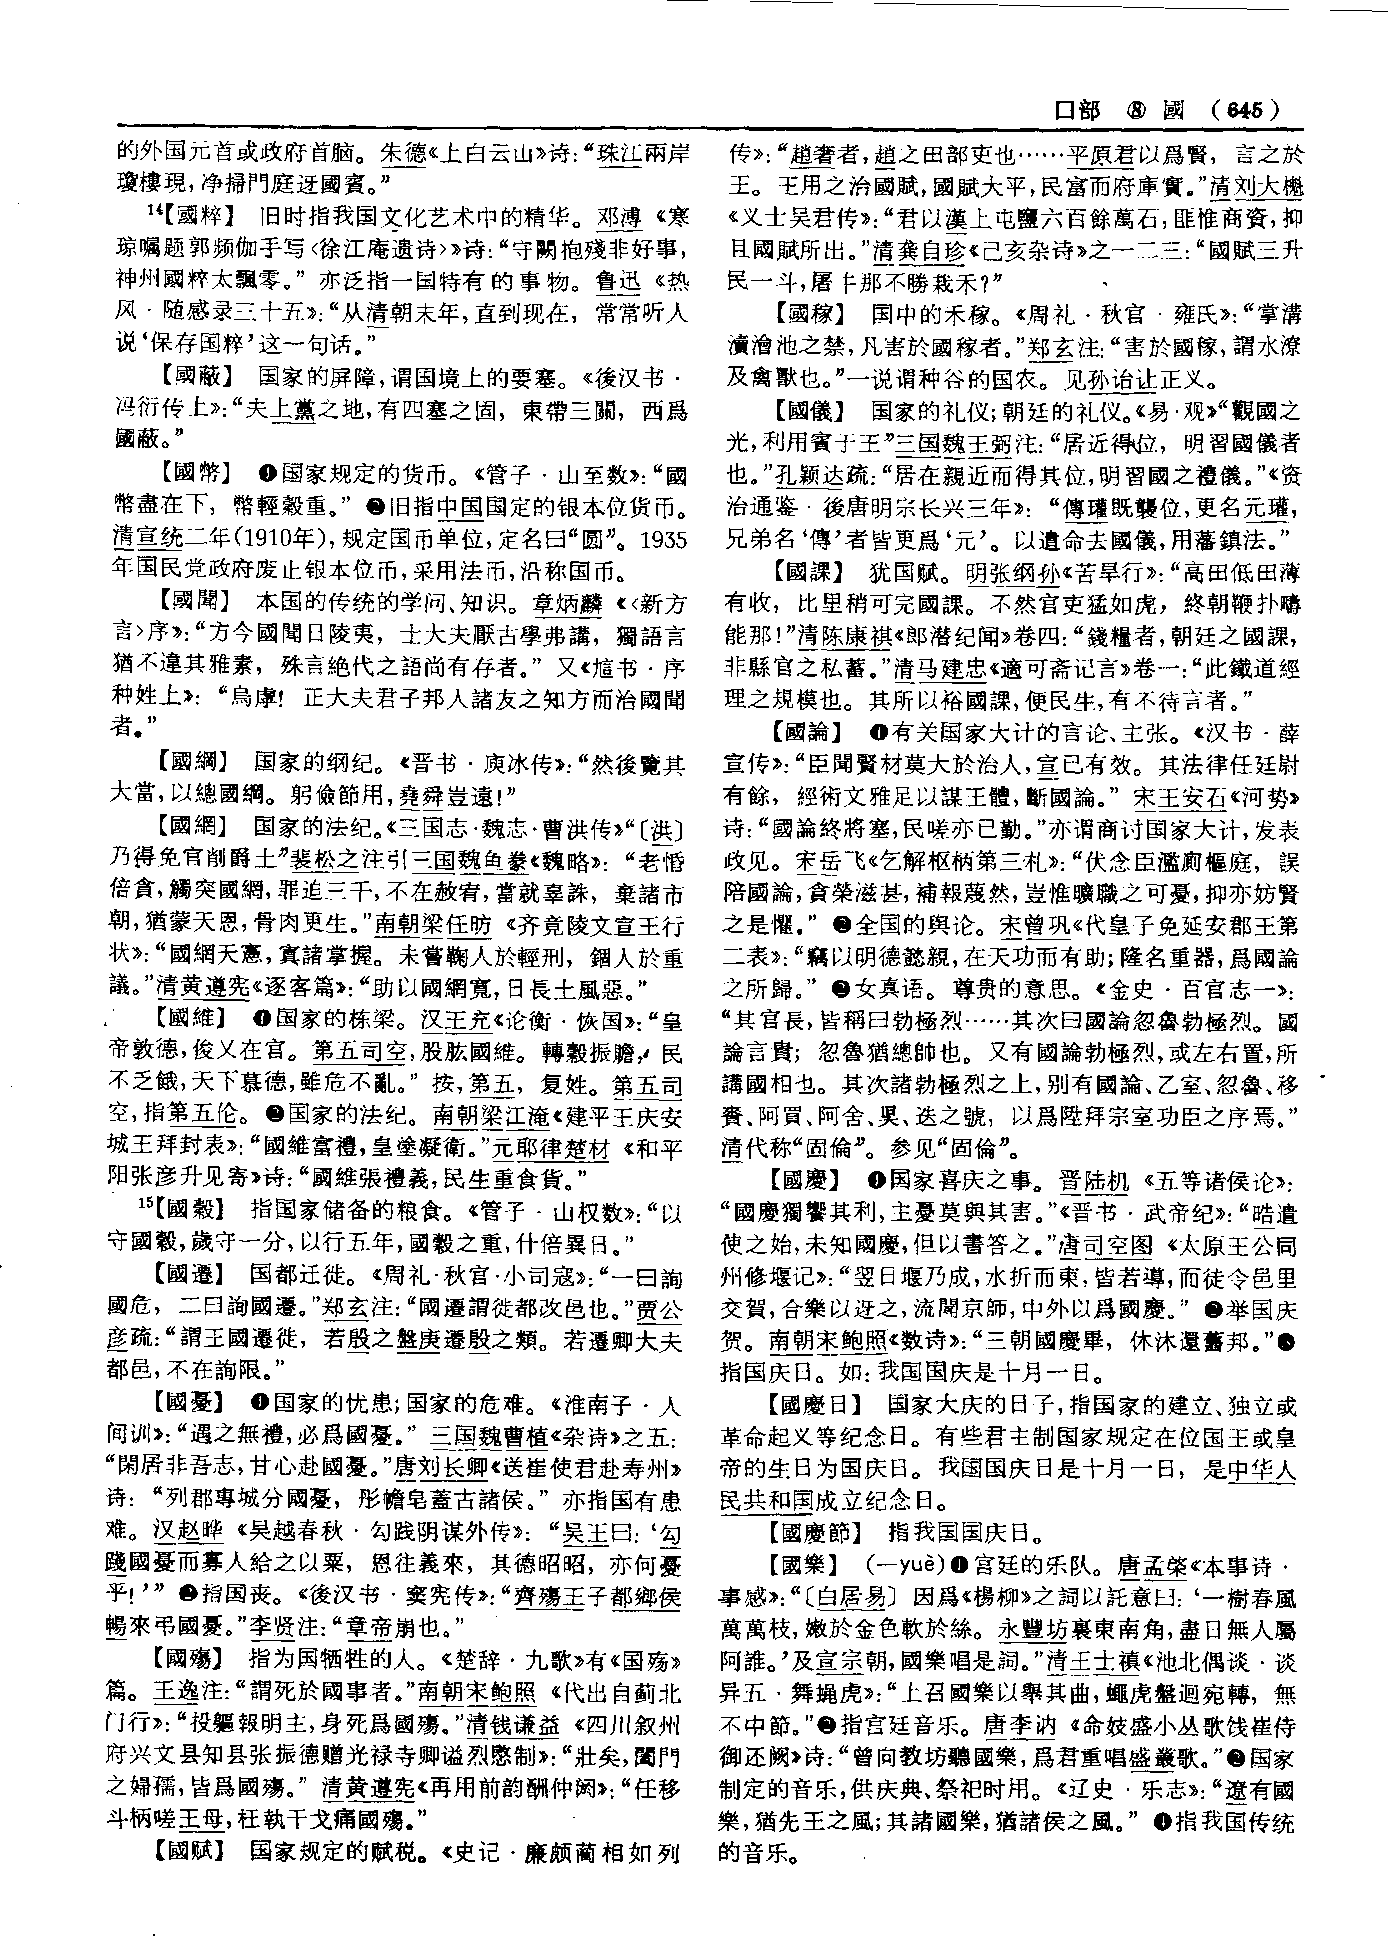 口部 ⑧ 國 （645）
的外国元首或政府首脑。朱德《上白云山》诗：“珠江兩岸
瓊樓現，净掃門庭迓國賓。”
14【國粹】 旧时指我国文化艺术中的精华。邓溥《寒
琼嘱题郭频伽手写〈徐江庵遗诗〉》诗：“守闕抱殘非好事，
神州國粹太飄零。”亦泛指一国特有的事物。鲁迅《热
风·随感录三十五》：“从清朝末年，直到现在，常常听人
说‘保存国粹’这一句话。”
【國蔽】 国家的屏障，谓国境上的要塞。《後汉书·
冯衍传上》：“夫上黨之地，有四塞之固，東帶三關，西爲
國蔽。”
【國幣】 ❶国家规定的货币。《管子·山至数》：“國
幣盡在下，幣輕穀重。”❷旧指中国国定的银本位货币。
清宣统二年（1910年），规定国币单位，定名曰“圆”。1935
年国民党政府废止银本位币，采用法币，沿称国币。
【國聞】 本国的传统的学问、知识。章炳麟《〈新方
言〉序》：“方今國聞日陵夷，士大夫厭古學弗講，獨語言
猶不違其雅素，殊言絶代之語尚有存者。”又《訄书·序
种姓上》：“烏虖！正大夫君子邦人諸友之知方而治國聞
者。”
【國綱】 国家的纲纪。《晋书·庾冰传》：“然後覽其
大當，以總國綱。躬儉節用，堯舜豈遠！”
【國網】 国家的法纪。《三国志·魏志·曹洪传》“〔洪〕
乃得免官削爵土”裴松之注引三国魏鱼豢《魏略》：“老惛
倍貪，觸突國網，罪迫三千，不在赦宥，當就辜誅，棄諸市
朝，猶蒙天恩，骨肉更生。”南朝梁任昉《齐竟陵文宣王行
状》：“國網天憲，寘諸掌握。未嘗鞠人於輕刑，錮人於重
議。”清黄遵宪《逐客篇》：“助以國網寬，日長土風惡。”
【國維】 ❶国家的栋梁。汉王充《论衡·恢国》：“皇
帝敦德，俊乂在官。第五司空，股肱國維。轉穀振贍，民
不乏餓，天下慕德，雖危不亂。”按，第五，复姓。第五司
空，指第五伦。❷国家的法纪。南朝梁江淹《建平王庆安
城王拜封表》：“國維富禮，皇塗凝衛。”元耶律楚材《和平
阳张彦升见寄》诗：“國維張禮義，民生重食貨。”
15【國穀】 指国家储备的粮食。《管子·山权数》：“以
守國穀，歲守一分，以行五年，國穀之重，什倍異日。”
【國遷】 国都迁徙。《周礼·秋官·小司寇》：“一曰詢
國危，二曰詢國遷。”郑玄注：“國遷謂徙都改邑也。”贾公
彦疏：“謂王國遷徙，若殷之盤庚遷殷之類。若遷卿大夫
都邑，不在詢限。”
【國憂】 ❶国家的忧患；国家的危难。《淮南子·人
间训》：“遇之無禮，必爲國憂。”三国魏曹植《杂诗》之五：
“閑居非吾志，甘心赴國憂。”唐刘长卿《送崔使君赴寿州》
诗：“列郡專城分國憂，彤幨皂蓋古諸侯。”亦指国有患
难。汉赵晔《吴越春秋·勾践阴谋外传》：“吴王曰：‘勾
踐國憂而寡人給之以粟，恩往義來，其德昭昭，亦何憂
乎！’”❷指国丧。《後汉书·窦宪传》：“齊殤王子都鄉侯
暢來弔國憂。”李贤注：“章帝崩也。”
【國殤】 指为国牺牲的人。《楚辞·九歌》有《国殇》
篇。王逸注：“謂死於國事者。”南朝宋鲍照《代出自蓟北
门行》：“投軀報明主，身死爲國殤。”清钱谦益《四川叙州
府兴文县知县张振德赠光禄寺卿谥烈愍制》：“壯矣，闔門
之婦孺，皆爲國殤。”清黄遵宪《再用前韵酬仲阏》：“任移
斗柄嗟王母，枉執干戈痛國殤。”
【國賦】 国家规定的赋税。《史记·廉颇蔺相如列
传》：“趙奢者，趙之田部吏也……平原君以爲賢，言之於
王。王用之治國賦，國賦大平，民富而府庫實。”清刘大櫆
《义士吴君传》：“君以漢上屯鹽六百餘萬石，匪惟商資，抑
且國賦所出。”清龚自珍《己亥杂诗》之一二三：“國賦三升
民一斗，屠牛那不勝栽禾？”
【國稼】 国中的禾稼。《周礼·秋官·雍氏》：“掌溝
瀆澮池之禁，凡害於國稼者。”郑玄注：“害於國稼，謂水潦
及禽獸也。”一说谓种谷的国农。见孙诒让正义。
【國儀】 国家的礼仪；朝廷的礼仪。《易·观》“觀國之
光，利用賓于王”三国魏王弼注：“居近得位，明習國儀者
也。”孔颖达疏：“居在親近而得其位，明習國之禮儀。”《资
治通鉴·後唐明宗长兴三年》：“傳瓘既襲位，更名元瓘，
兄弟名‘傳’者皆更爲‘元’。以遺命去國儀，用藩鎮法。”
【國課】 犹国赋。明张纲孙《苦旱行》：“高田低田薄
有收，比里稍可完國課。不然官吏猛如虎，終朝鞭扑疇
能那！”清陈康祺《郎潜纪闻》卷四：“錢糧者，朝廷之國課，
非縣官之私蓄。”清马建忠《適可斋记言》卷一：“此鐵道經
理之規模也。其所以裕國課，便民生，有不待言者。”
【國論】 ❶有关国家大计的言论、主张。《汉书·薛
宣传》：“臣聞賢材莫大於治人，宣已有效。其法律任廷尉
有餘，經術文雅足以謀王體，斷國論。”宋王安石《河势》
诗：“國論終將塞，民嗟亦已勤。”亦谓商讨国家大计，发表
政见。宋岳飞《乞解枢柄第三札》：“伏念臣濫廁樞庭，誤
陪國論，貪榮滋甚，補報蔑然，豈惟曠職之可憂，抑亦妨賢
之是懼。”❷全国的舆论。宋曾巩《代皇子免延安郡王第
二表》：“竊以明德懿親，在天功而有助；隆名重器，爲國論
之所歸。”❸女真语。尊贵的意思。《金史·百官志一》：
“其官長，皆稱曰勃極烈……其次曰國論忽魯勃極烈。國
論言貴；忽魯猶總帥也。又有國論勃極烈，或左右置，所
謂國相也。其次諸勃極烈之上，别有國論、乙室、忽魯、移
賚、阿買、阿舍、昊、迭之號，以爲陞拜宗室功臣之序焉。”
清代称“固倫”。参见“固倫”。
【國慶】 ❶国家喜庆之事。晋陆机《五等诸侯论》：
“國慶獨饗其利，主憂莫與其害。”《晋书·武帝纪》：“晧遣
使之始，未知國慶，但以書答之。”唐司空图《太原王公同
州修堰记》：“翌日堰乃成，水折而東，皆若導，而徒令邑里
交賀，合樂以迓之，流聞京師，中外以爲國慶。”❷举国庆
贺。南朝宋鲍照《数诗》：“三朝國慶畢，休沐還舊邦。”❸
指国庆日。如：我国国庆是十月一日。
【國慶日】 国家大庆的日子，指国家的建立、独立或
革命起义等纪念日。有些君主制国家规定在位国王或皇
帝的生日为国庆日。我国国庆日是十月一日，是中华人
民共和国成立纪念日。
【國慶節】 指我国国庆日。
【國樂】 （—yuè）❶宫廷的乐队。唐孟棨《本事诗·
事感》：“〔白居易〕因爲《楊柳》之詞以託意曰：‘一樹春風
萬萬枝，嫩於金色軟於絲。永豐坊裏東南角，盡日無人屬
阿誰。’及宣宗朝，國樂唱是詞。”清王士禛《池北偶谈·谈
异五·舞蝇虎》：“上召國樂以舉其曲，蠅虎盤迴宛轉，無
不中節。”❷指宫廷音乐。唐李讷《命妓盛小丛歌饯崔侍
御还阙》诗：“曾向教坊聽國樂，爲君重唱盛叢歌。”❸国家
制定的音乐，供庆典、祭祀时用。《辽史·乐志》：“遼有國
樂，猶先王之風；其諸國樂，猶諸侯之風。”❹指我国传统
的音乐。